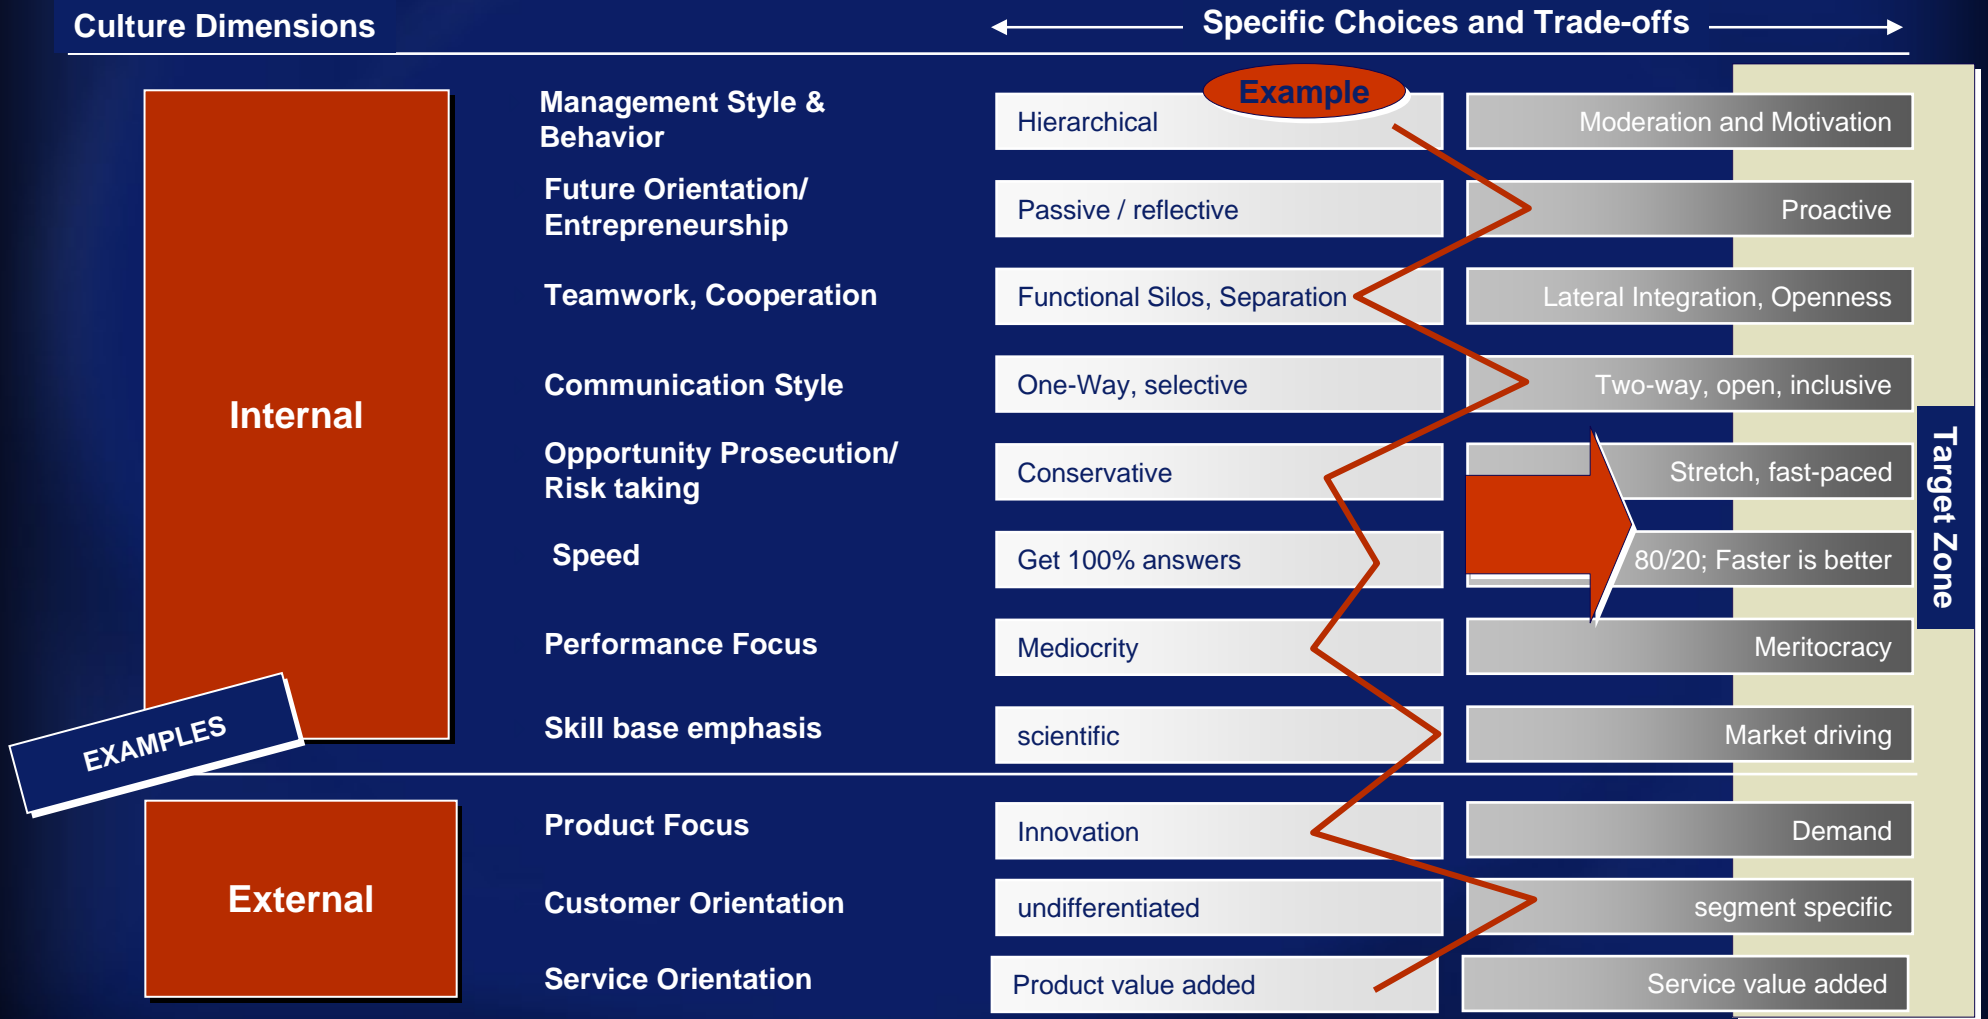 Culture Dimensions
Specific Choices and Trade-offs
Example
Internal
Management Style &
Behavior
Hierarchical
Moderation and Motivation
Future Orientation/
Entrepreneurship
Passive / reflective
Proactive
Teamwork, Cooperation
Functional Silos, Separation
Lateral Integration, Openness
Communication Style
One-Way, selective
Two-way, open, inclusive
Opportunity Prosecution/
Risk taking
Conservative
Stretch, fast-paced
Speed
Get 100% answers
80/20; Faster is better
Performance Focus
Mediocrity
Meritocracy
Skill base emphasis
scientific
Market driving
Target Zone
EXAMPLES
External
Product Focus
Innovation
Demand
Customer Orientation
undifferentiated
segment specific
Service Orientation
Product value added
Service value added